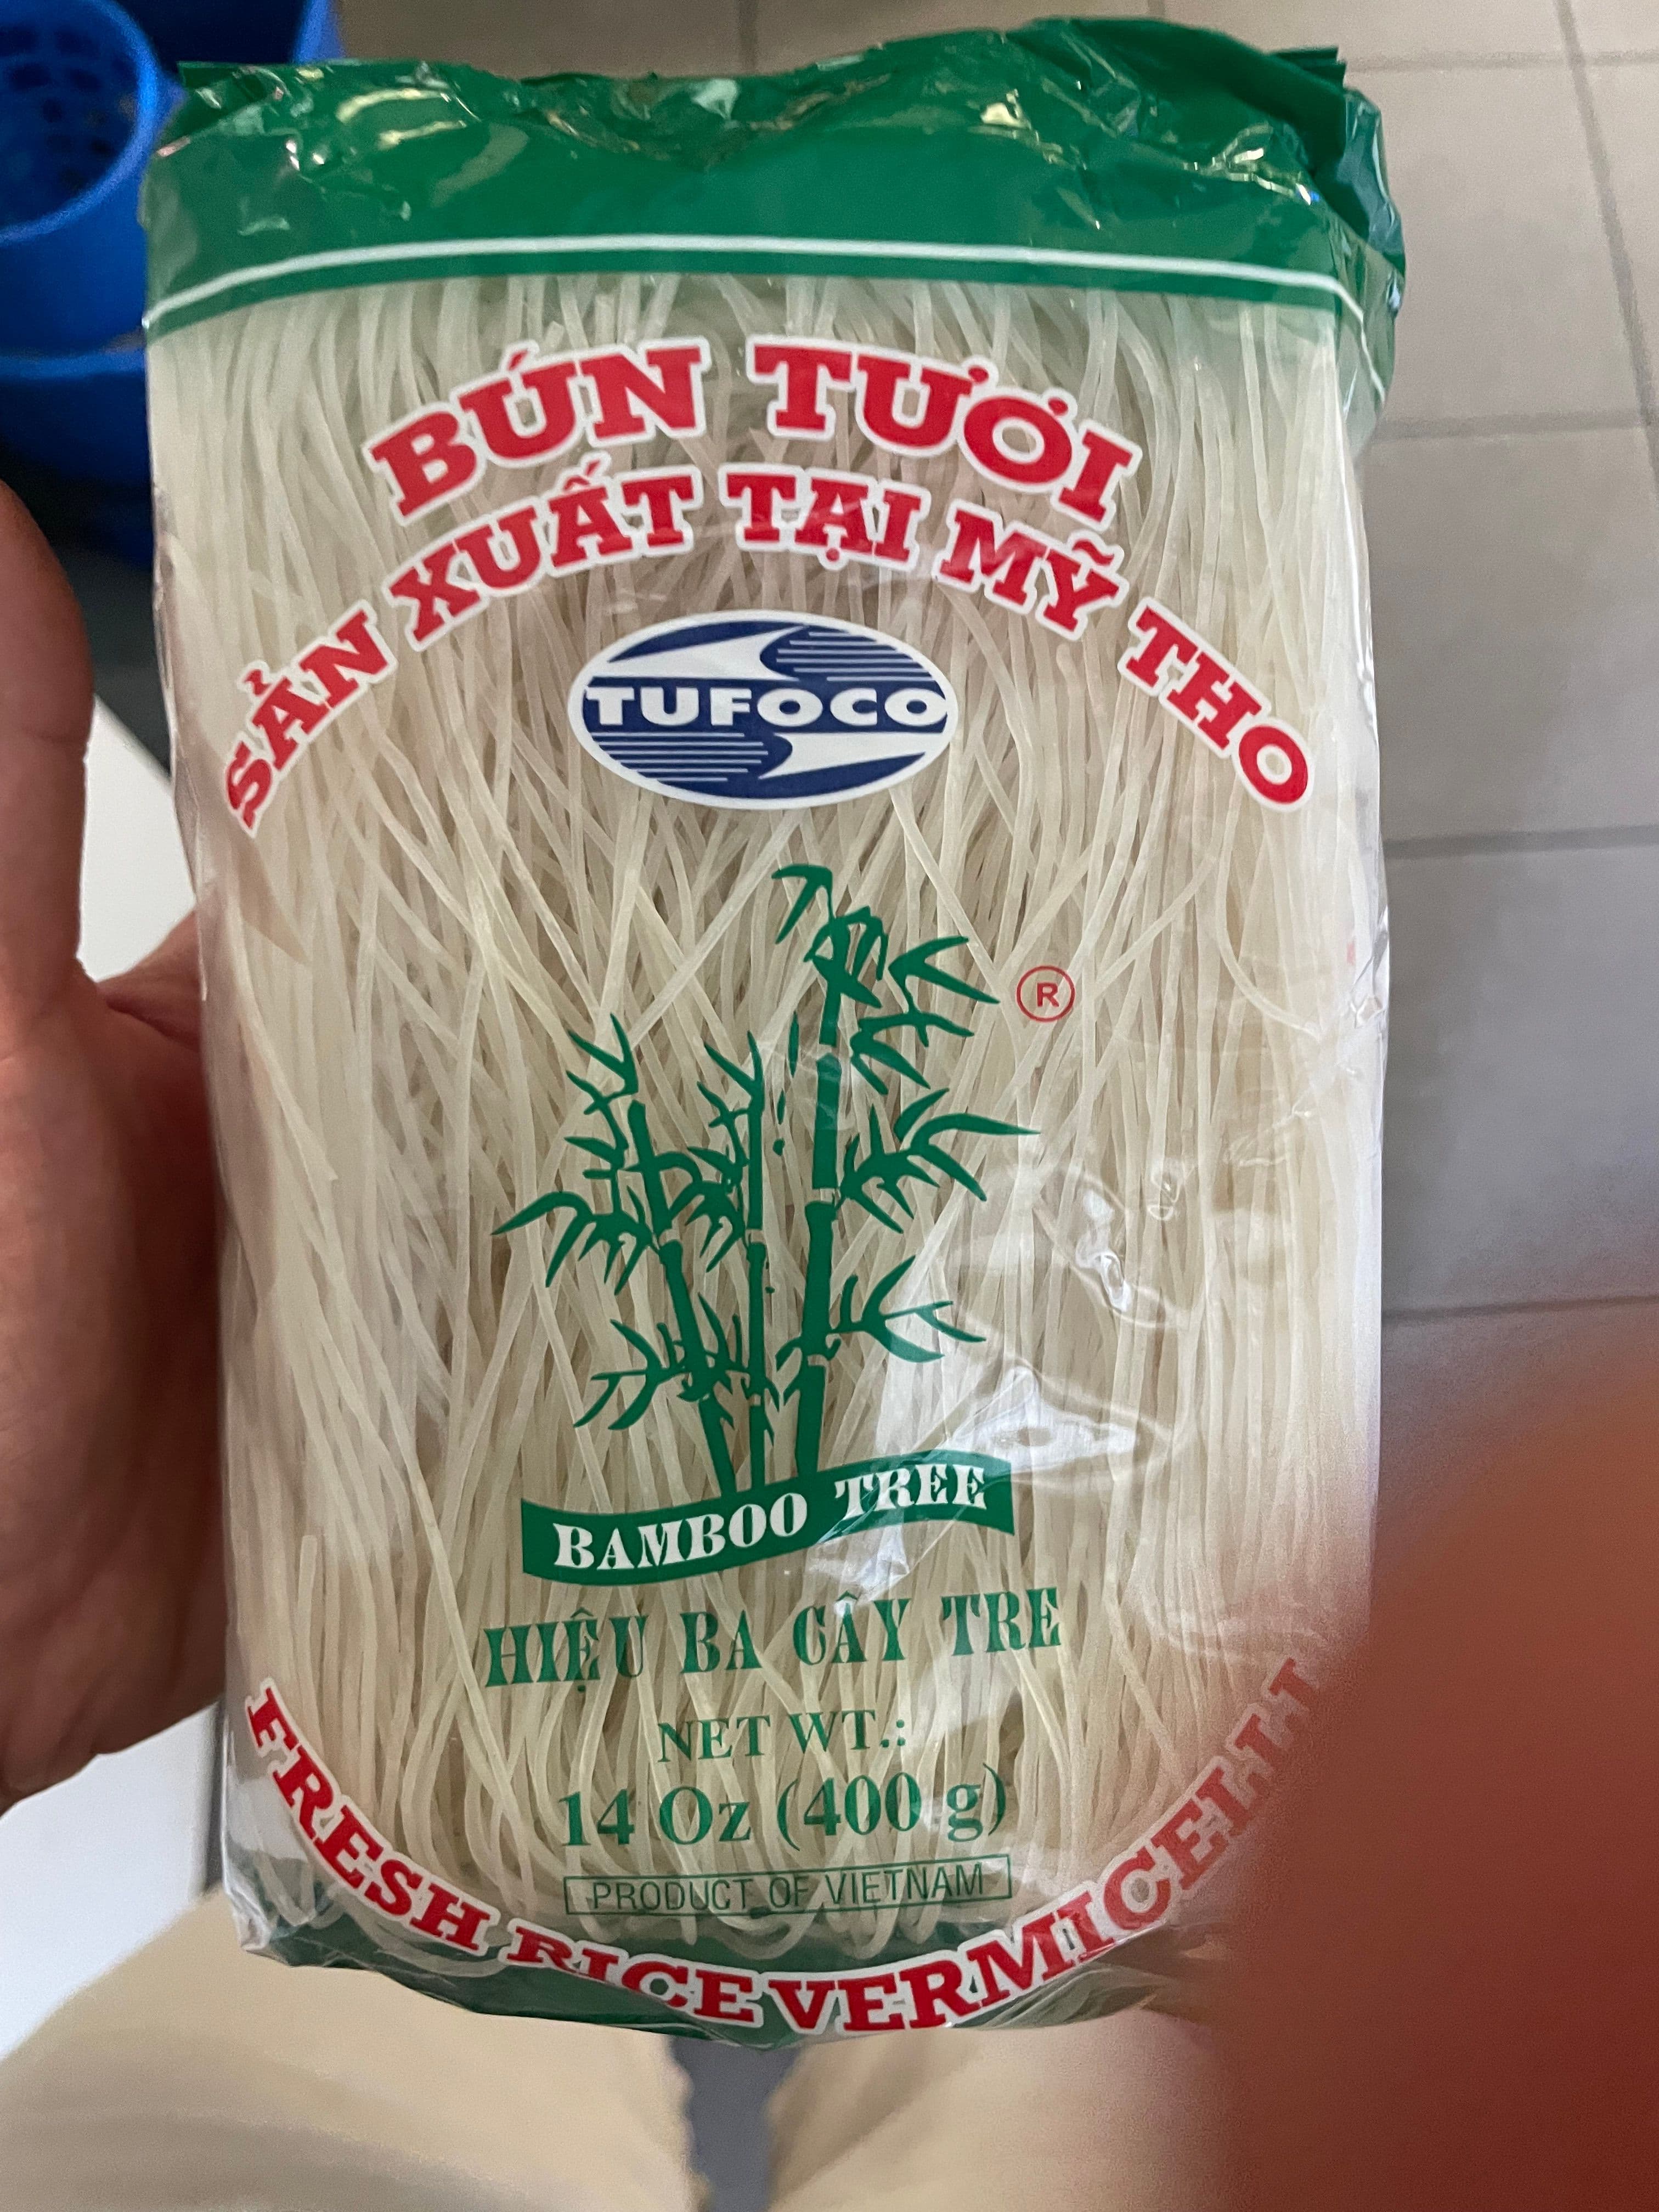 BÚN TƯƠI
SẢN XUẤT TẠI MỸ THO
TUFOCO
®
BAMBOO TREE
HIỆU BA CÂY TRE
NET WT.:
14 Oz (400 g)
PRODUCT OF VIETNAM
FRESH RICE VERMICELLI